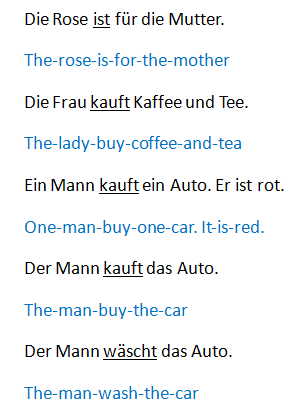 Die Rose ist für die Mutter.
The-rose-is-for-the-mother
Die Frau kauft Kaffee und Tee.
The-lady-buy-coffee-and-tea
Ein Mann kauft ein Auto. Er ist rot.
One-man-buy-one-car. It-is-red.
Der Mann kauft das Auto.
The-man-buy-the-car
Der Mann wäscht das Auto.
The-man-wash-the-car